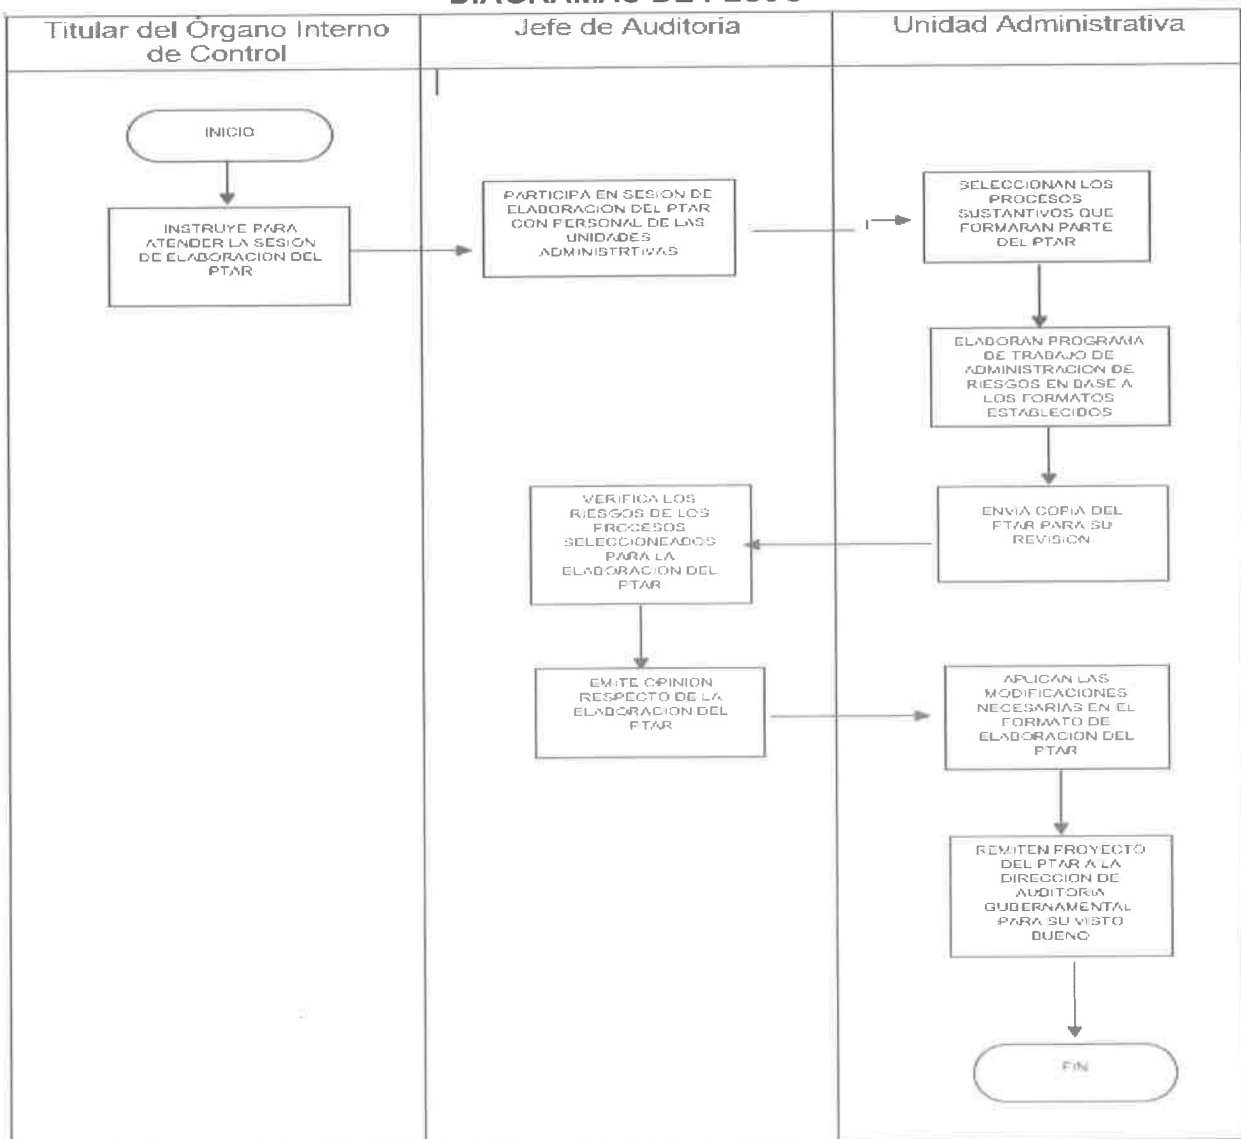 Titular del Órgano Interno
de Control
Jefe de Auditoria
Unidad Administrativa
INICIO
INSTRUYE PARA
ATENDER LA SESION
DE ELABORACION DEL
PTAR
PARTICIPA EN SESION DE
ELABORACION DEL PTAR
CON PERSONAL DE LAS
UNIDADES
ADMINISTRTIVAS
SELECCIONAN LOS
PROCESOS
SUSTANTIVOS QUE
FORMARAN PARTE
DEL PTAR
ELABORAN PROGRAMA
DE TRABAJO DE
ADMINISTRACION DE
RIESGOS EN BASE A
LOS FORMATOS
ESTABLECIDOS
ENVIA COPIA DEL
PTAR PARA SU
REVISION
VERIFICA LOS
RIESGOS DE LOS
PROCESOS
SELECCIONEADOS
PARA LA
ELABORACION DEL
PTAR
EMITE OPINION
RESPECTO DE LA
ELABORACION DEL
PTAR
APLICAN LAS
MODIFICACIONES
NECESARIAS EN EL
FORMATO DE
ELABORACION DEL
PTAR
REMITEN PROYECTO
DEL PTAR A LA
DIRECCION DE
AUDITORIA
GUBERNAMENTAL
PARA SU VISTO
BUENO
FIN